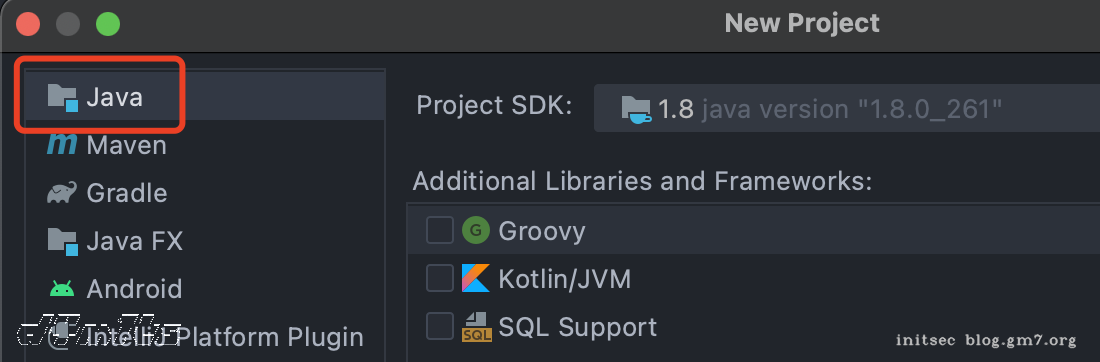 New Project
Java
Maven
Gradle
Java FX
Android
IntelliJ Platform Plugin
Project SDK:
1.8 java version "1.8.0_261"
Additional Libraries and Frameworks:
Groovy
Kotlin/JVM
SQL Support
initsec blog.gm7.org